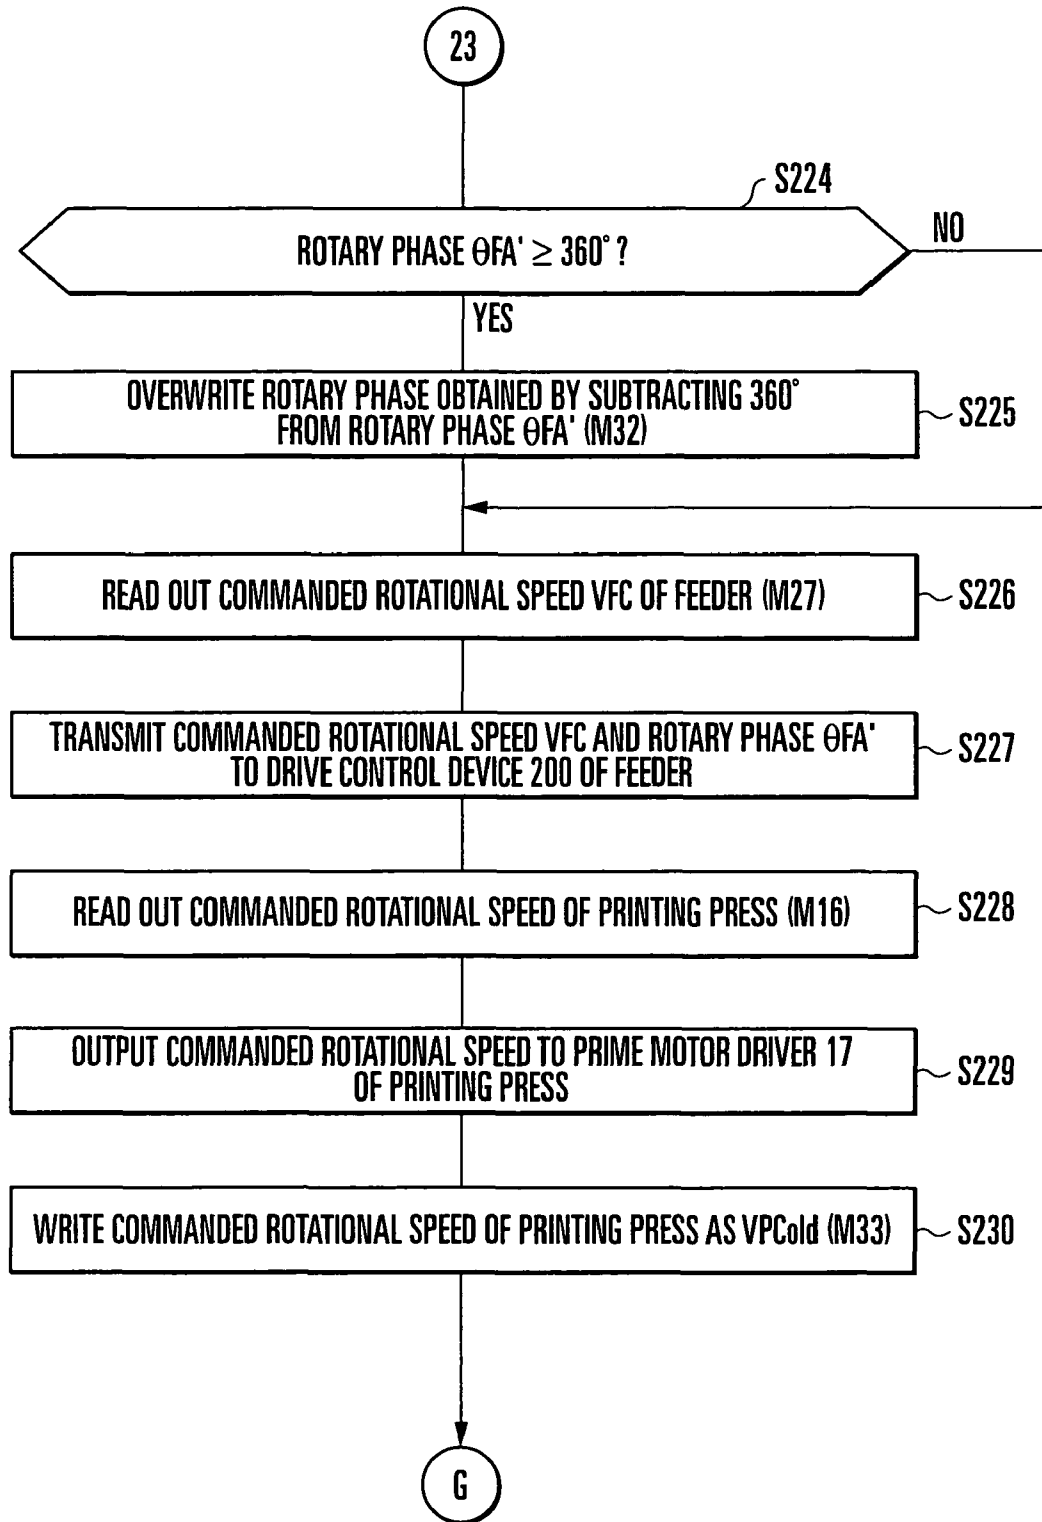 23
S224
ROTARY PHASE θFA' ≥ 360° ?
NO
YES
OVERWRITE ROTARY PHASE OBTAINED BY SUBTRACTING 360°
FROM ROTARY PHASE θFA' (M32)
S225
READ OUT COMMANDED ROTATIONAL SPEED VFC OF FEEDER (M27)
S226
TRANSMIT COMMANDED ROTATIONAL SPEED VFC AND ROTARY PHASE θFA'
TO DRIVE CONTROL DEVICE 200 OF FEEDER
S227
READ OUT COMMANDED ROTATIONAL SPEED OF PRINTING PRESS (M16)
S228
OUTPUT COMMANDED ROTATIONAL SPEED TO PRIME MOTOR DRIVER 17
OF PRINTING PRESS
S229
WRITE COMMANDED ROTATIONAL SPEED OF PRINTING PRESS AS VPCold (M33)
S230
G